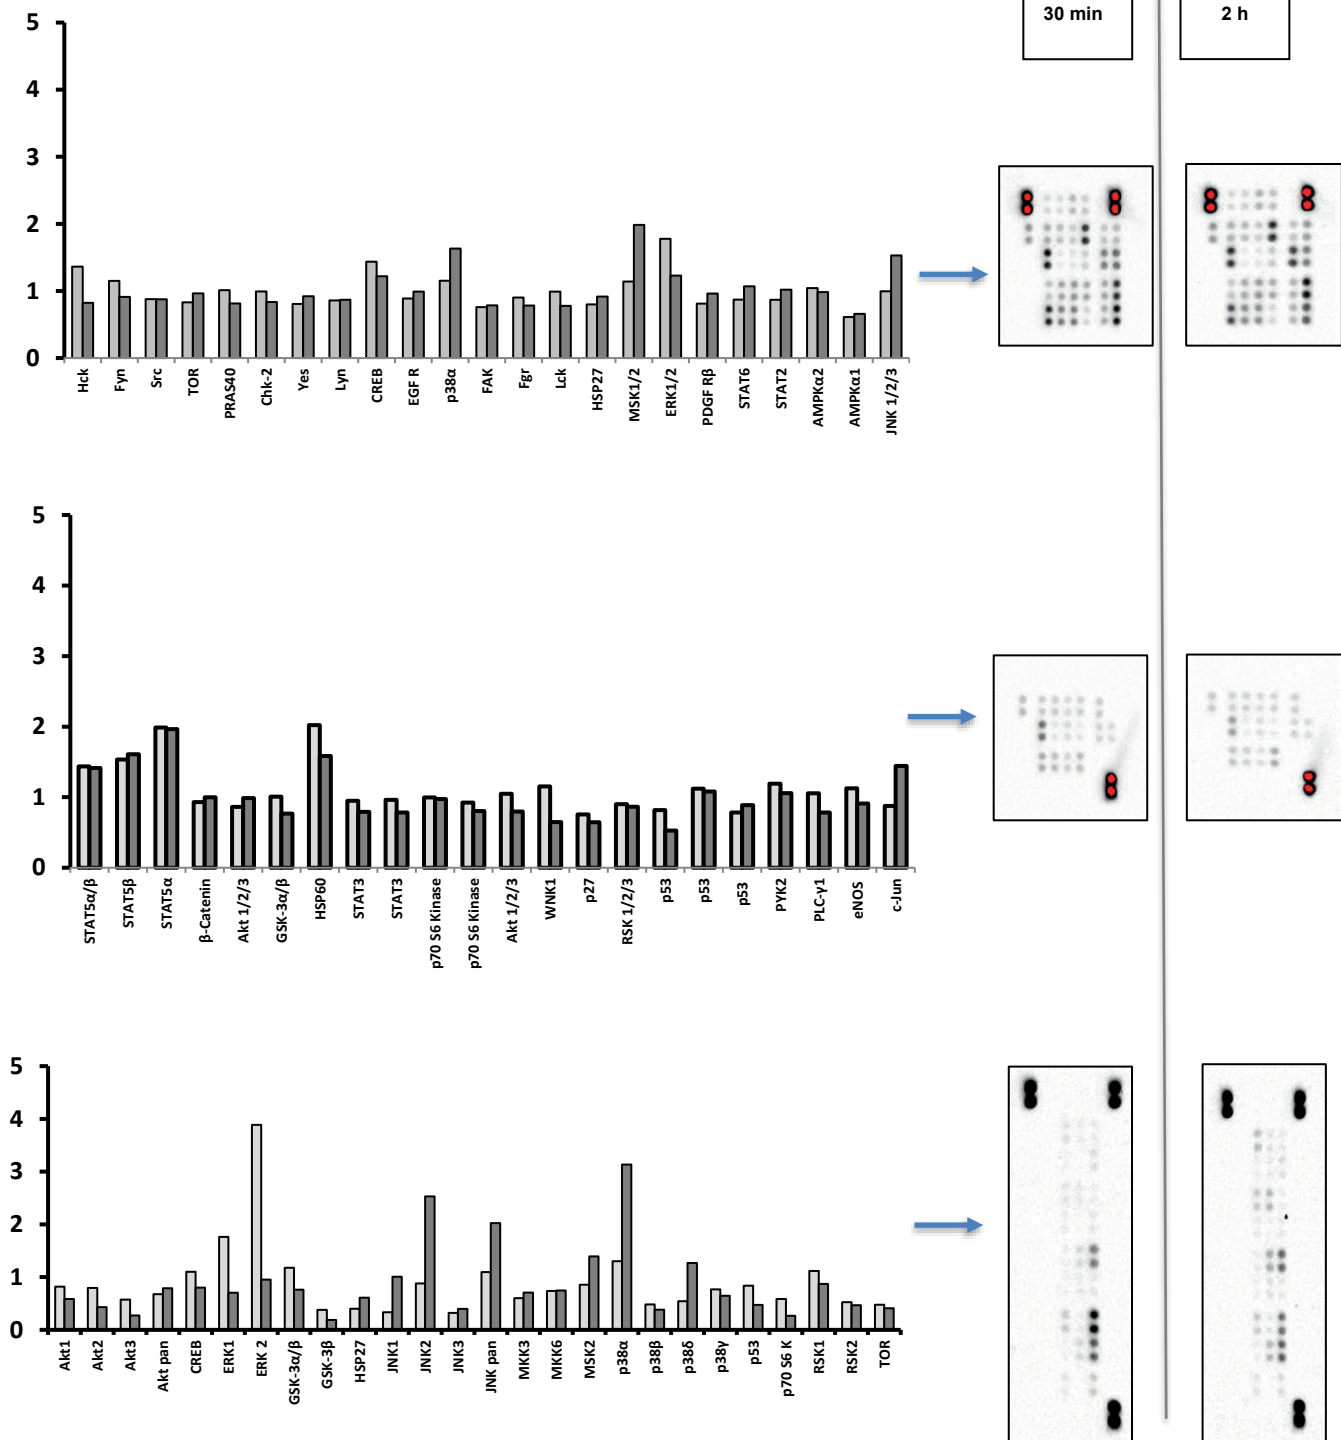 30 min
2 h
5
4
3
2
1
0
Hck
Fyn
Src
TOR
PRAS40
Chk-2
Yes
Lyn
CREB
EGF R
p38α
FAK
Fgr
Lck
HSP27
MSK1/2
ERK1/2
PDGF Rβ
STAT6
STAT2
AMPKα2
AMPKα1
JNK 1/2/3
5
4
3
2
1
0
STAT5α/β
STAT5β
STAT5α
β-Catenin
Akt 1/2/3
GSK-3α/β
HSP60
STAT3
STAT3
p70 S6 Kinase
p70 S6 Kinase
Akt 1/2/3
WNK1
p27
RSK 1/2/3
p53
p53
p53
PYK2
PLC-γ1
eNOS
c-Jun
5
4
3
2
1
0
Akt1
Akt2
Akt3
Akt pan
CREB
ERK1
ERK 2
GSK-3α/β
GSK-3β
HSP27
JNK1
JNK2
JNK3
JNK pan
MKK3
MKK6
MSK2
p38α
p38β
p38δ
p38γ
p53
p70 S6 K
RSK1
RSK2
TOR